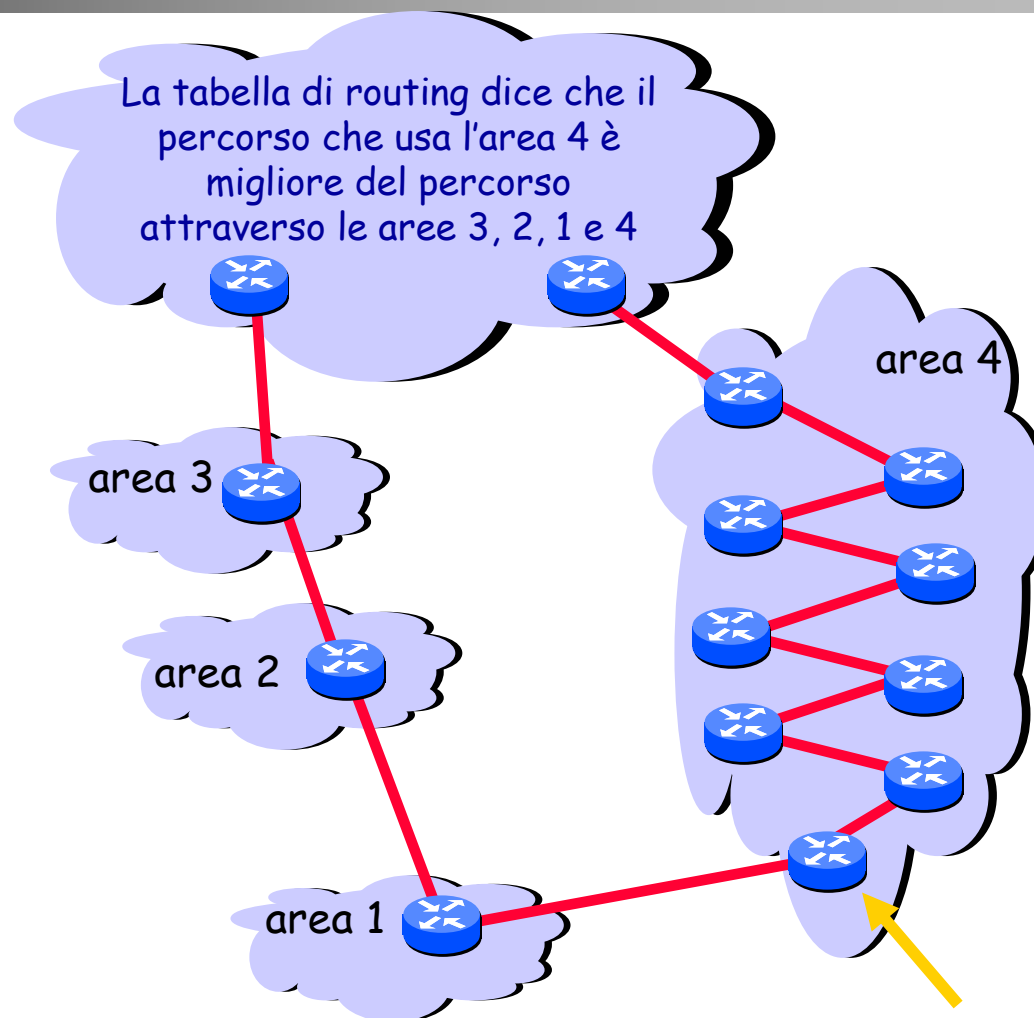 La tabella di routing dice che il
percorso che usa l'area 4 è
migliore del percorso
attraverso le aree 3, 2, 1 e 4
area 4
area 3
area 2
area 1